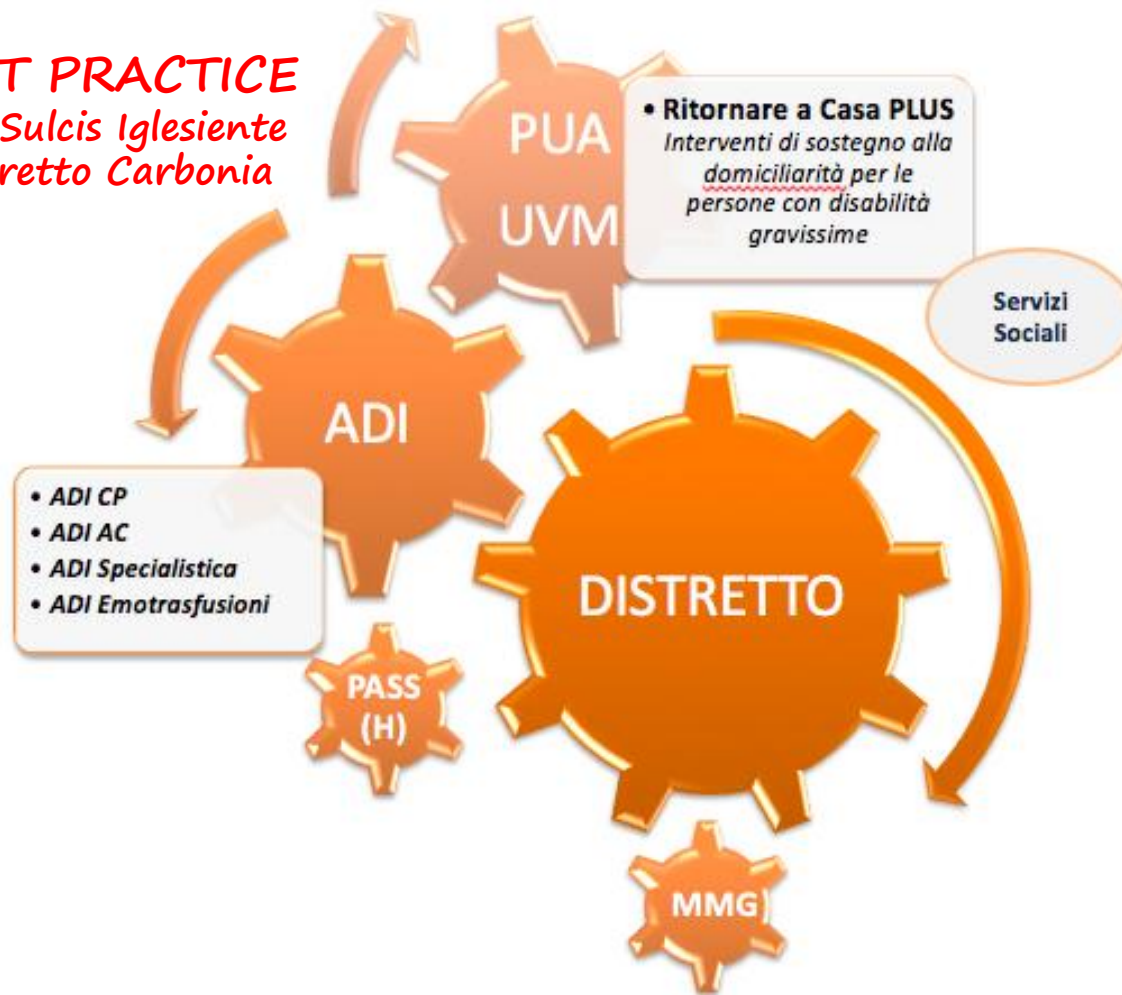 T PRACTICE
Sulcis Iglesiente
retto Carbonia
PUA
UVM
• Ritornare a Casa PLUS
Interventi di sostegno alla
domiciliarità per le
persone con disabilità
gravissime
Servizi
Sociali
ADI
• ADI CP
• ADI AC
• ADI Specialistica
• ADI Emotrasfusioni
DISTRETTO
PASS
(H)
MMG